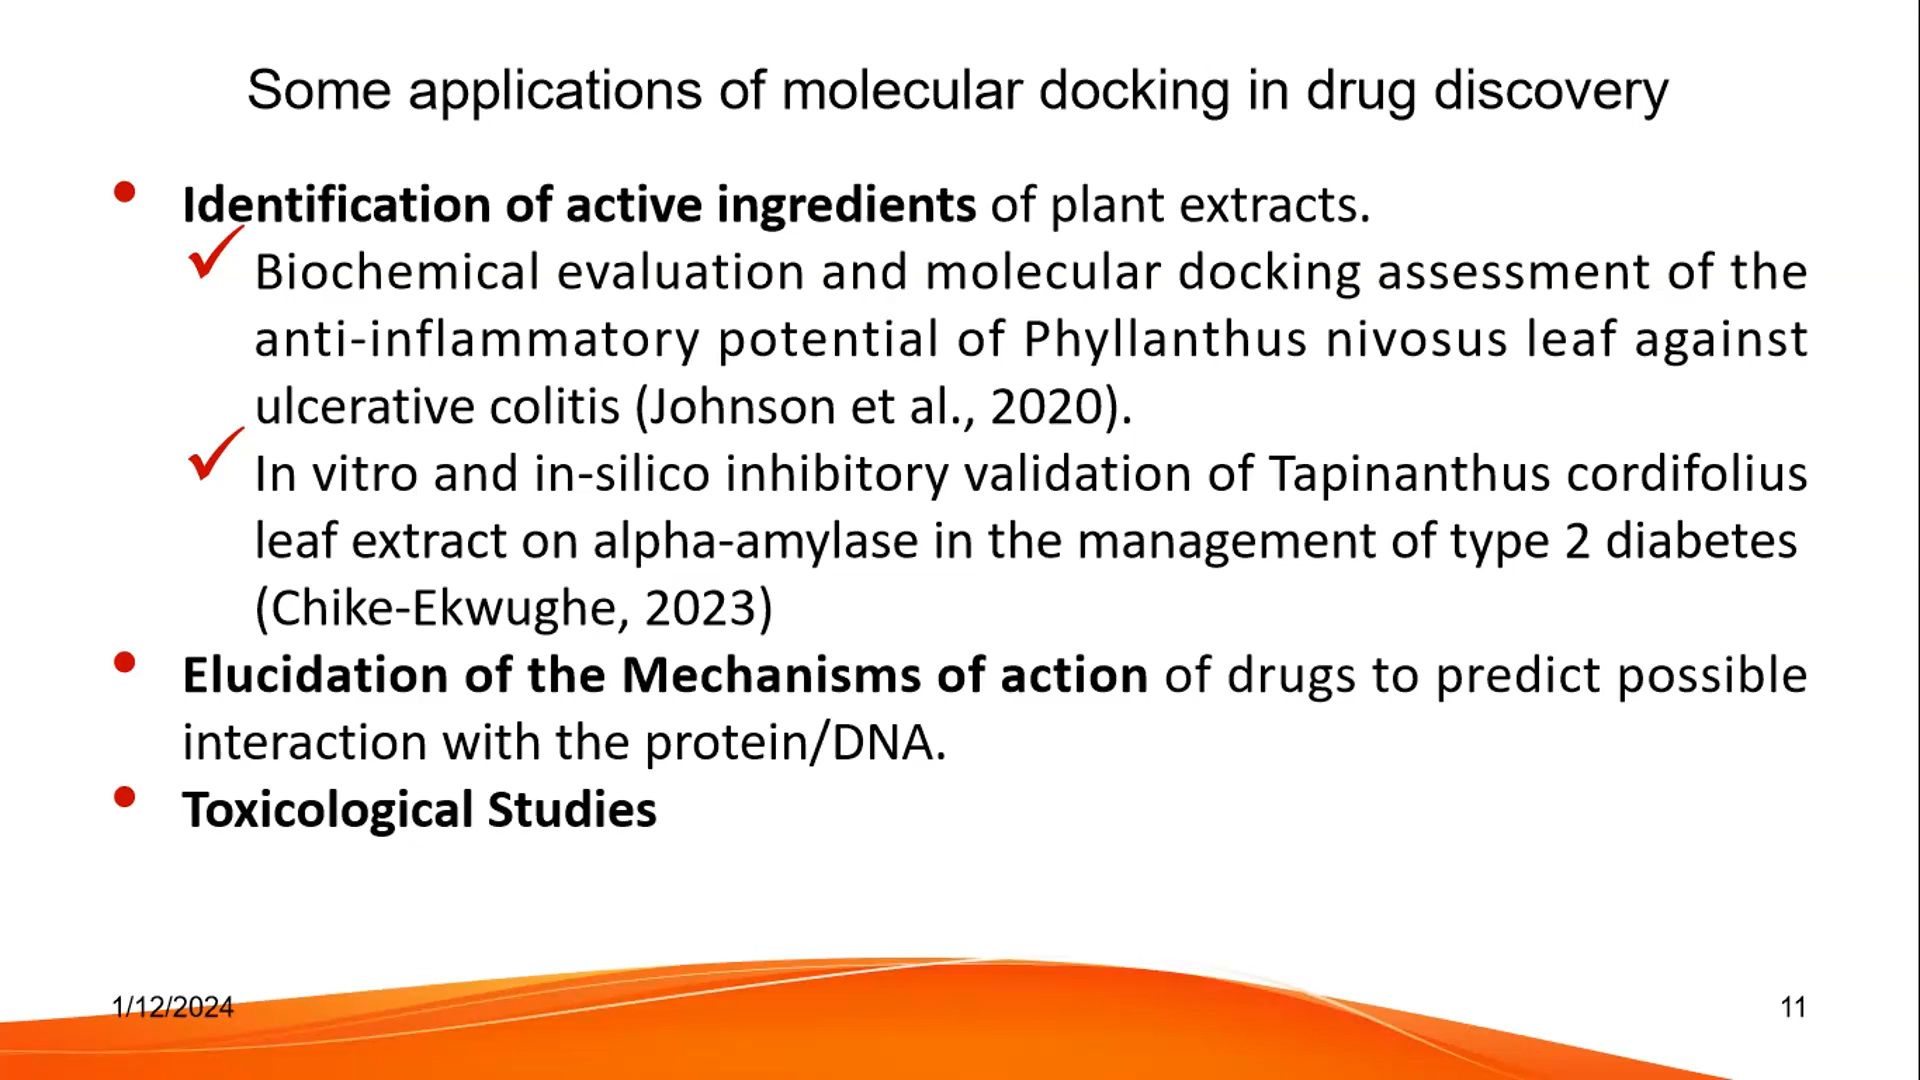 Some applications of molecular docking in drug discovery
• Identification of active ingredients of plant extracts.
✓ Biochemical evaluation and molecular docking assessment of the
anti-inflammatory potential of Phyllanthus nivosus leaf against
ulcerative colitis (Johnson et al., 2020).
✓ In vitro and in-silico inhibitory validation of Tapinanthus cordifolius
leaf extract on alpha-amylase in the management of type 2 diabetes
(Chike-Ekwughe, 2023)
• Elucidation of the Mechanisms of action of drugs to predict possible
interaction with the protein/DNA.
• Toxicological Studies
1/12/2024
11